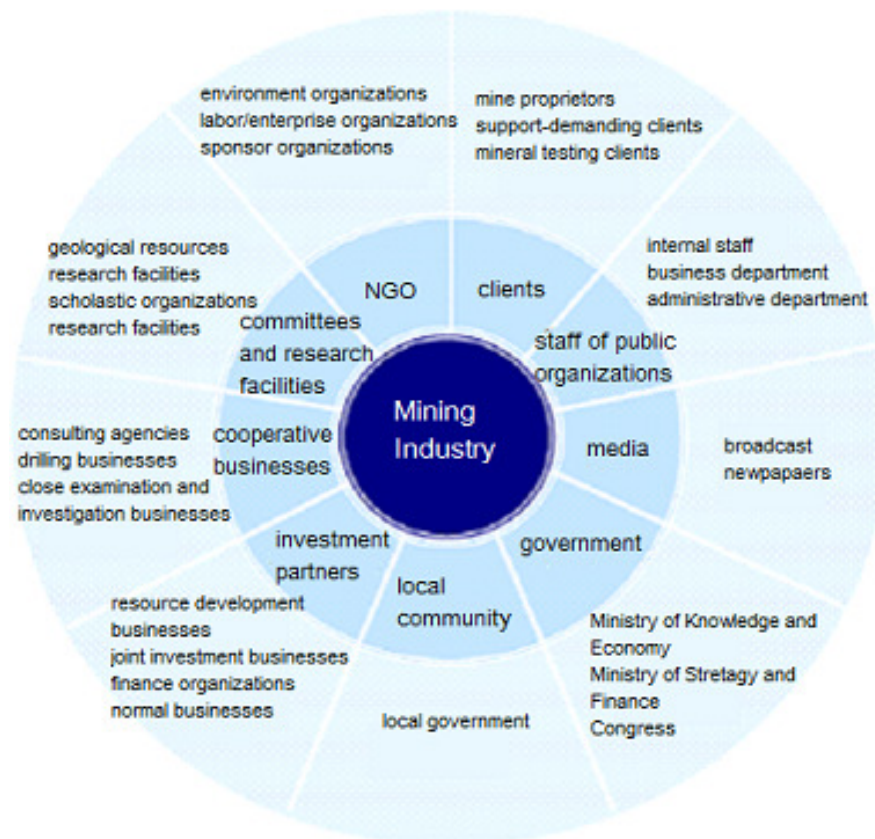 environment organizations
labor/enterprise organizations
sponsor organizations
mine proprietors
support-demanding clients
mineral testing clients
geological resources
research facilities
scholastic organizations
research facilities
internal staff
business department
administrative department
NGO
clients
committees
and research
facilities
staff of public
organizations
Mining
Industry
consulting agencies
drilling businesses
close examination and
investigation businesses
cooperative
businesses
media
broadcast
newpapaers
investment
partners
government
local
community
resource development
businesses
joint investment businesses
finance organizations
normal businesses
local government
Ministry of Knowledge and
Economy
Ministry of Stretagy and
Finance
Congress